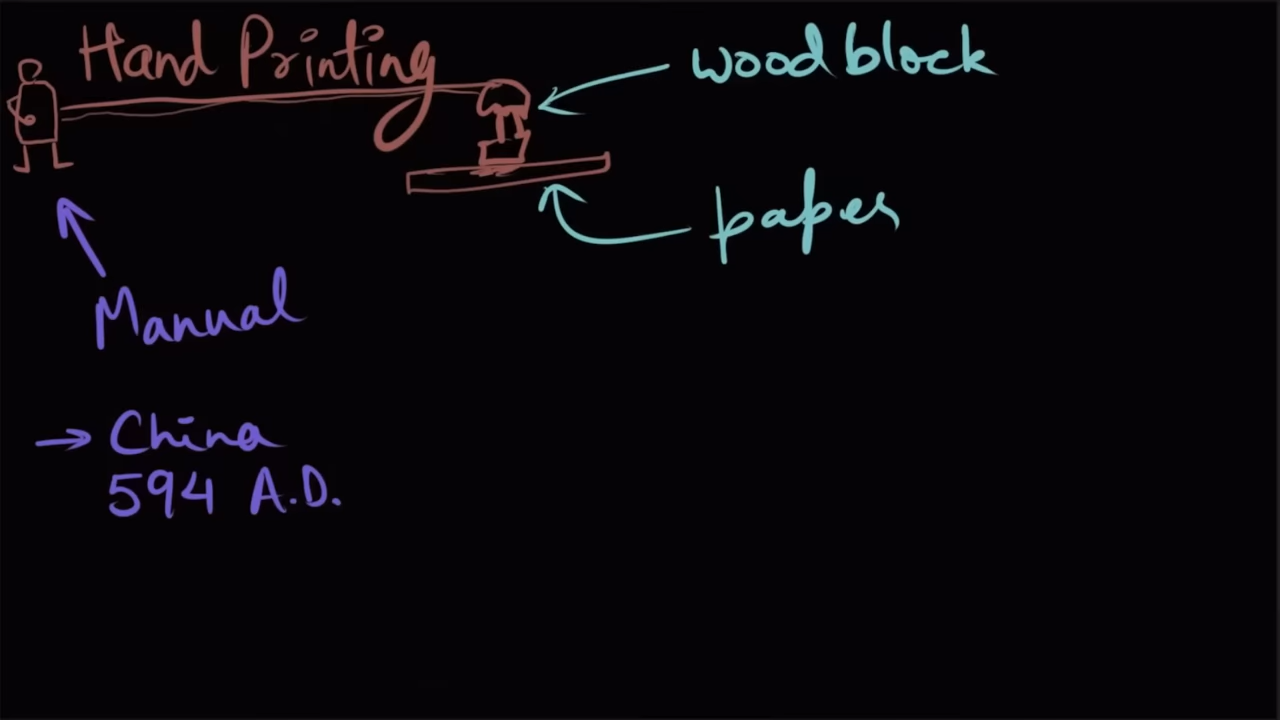 Hand Printing
wood block
paper
Manual
→ China
594 A.D.